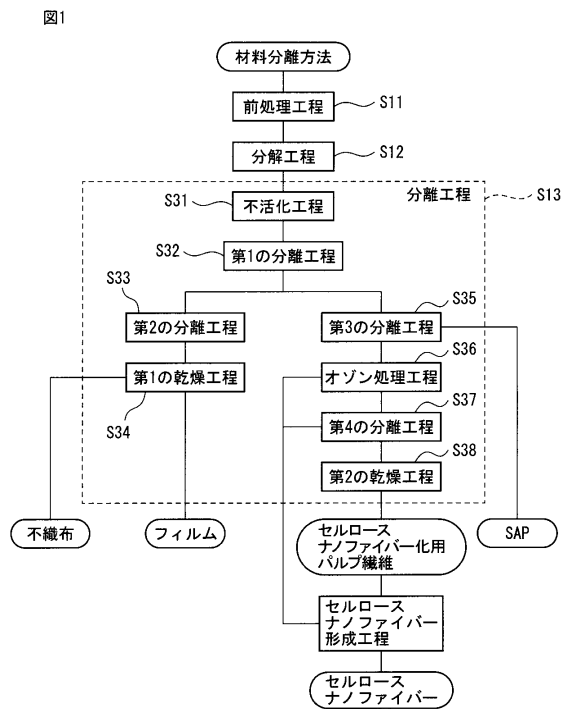 図1
材料分離方法
前処理工程
S11
分解工程
S12
分離工程
S13
S31
不活化工程
S32
第1の分離工程
S33
第2の分離工程
S35
第3の分離工程
S34
第1の乾燥工程
S36
オゾン処理工程
S37
第4の分離工程
S38
第2の乾燥工程
不織布
フィルム
セルロース
ナノファイバー化用
パルプ繊維
SAP
セルロース
ナノファイバー
形成工程
セルロース
ナノファイバー